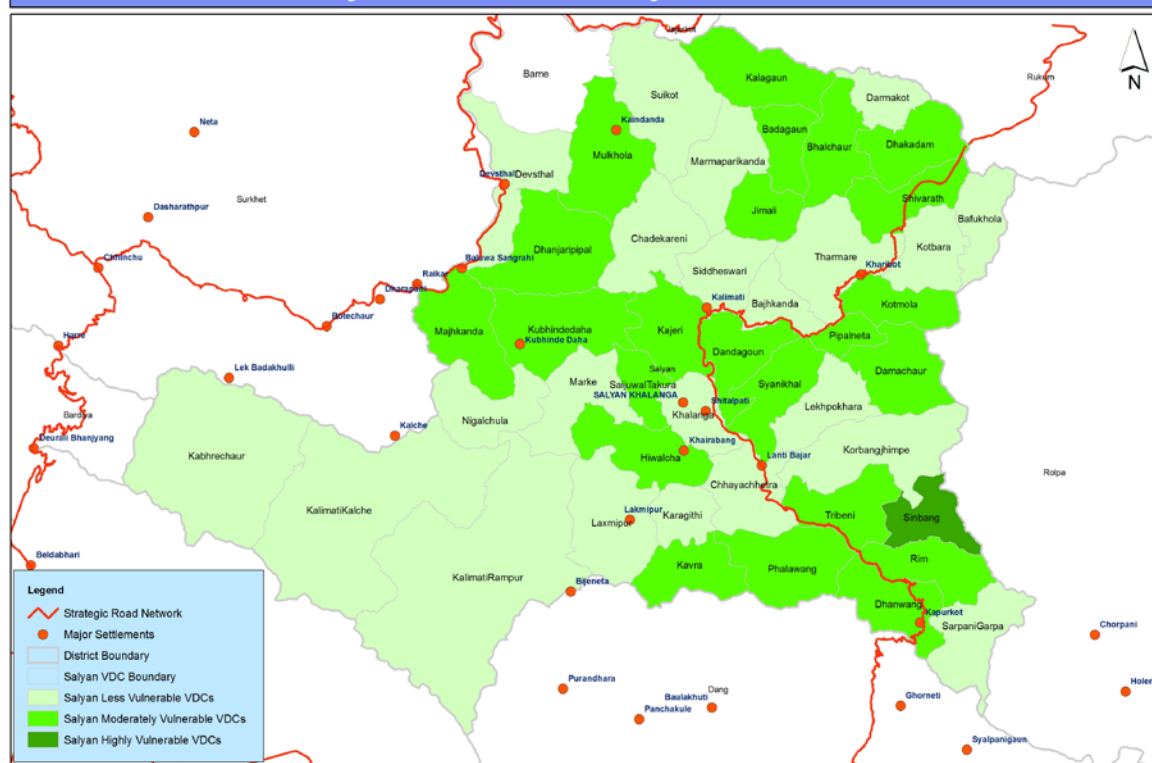 Jajarkot
Bame
Rukum
N
Kalagaun
Suikot
Darmakot
Kaindanda
Neta
Badagaun
Bhalchaur
Dhakadam
Mulkhola
Marmaparikanda
Devsthal
Devsthal
Surkhet
Shivarath
Dasharathpur
Jimali
Bafukhola
Chadekareni
Kotbara
Dhanjaripipal
Tharmare
Chhinchu
Baluwa Sangrahi
Siddheswari
Kharibot
Raikar
Dharapani
Kalimati
Bajhkanda
Kotmola
Botechaur
Majhkanda
Kubhindedaha
Kajeri
Pipalneta
Harre
Kubhinde Daha
Dandagoun
Lek Badakhulli
Salyan
Damachaur
Marke
SaijuwalTakura
Syanikhal
SALYAN KHALANGA
Shitalpati
Lekhpokhara
Bardiya
Khalanga
Nigalchula
Kalche
Deurali Bhanjyang
Khairabang
Korbangjhimpe
Kabhrechaur
Hiwalcha
Lanti Bajar
Rolpa
Chhayachhetra
KalimatiKalche
Lakmipur
Karagithi
Tribeni
Sinbang
Laxmipur
Beldabhari
Kavra
Phalawang
Rim
KalimatiRampur
Bijeneta
Dhanwang
Kapurkot
SarpaniGarpa
Chorpani
Purandhara
Baulakhuti
Dang
Panchakule
Ghorneti
Syalpanigaun
Legend
Strategic Road Network
Major Settlements
District Boundary
Salyan VDC Boundary
Salyan Less Vulnerable VDCs
Salyan Moderately Vulnerable VDCs
Salyan Highly Vulnerable VDCs